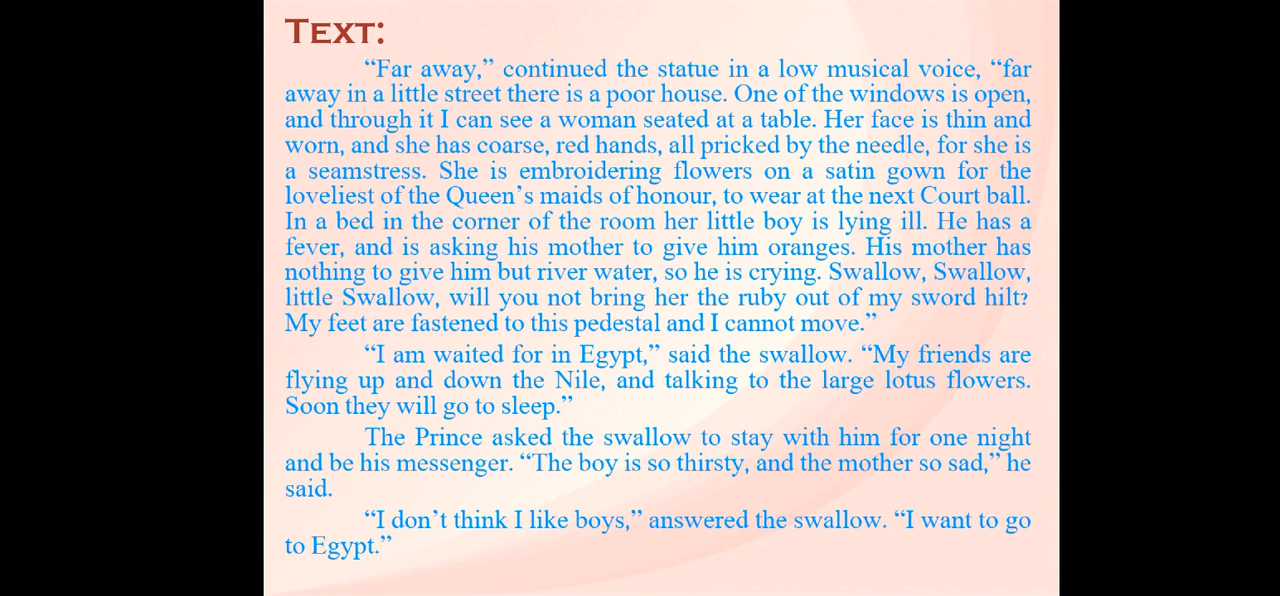 TEXT:
“Far away,” continued the statue in a low musical voice, “far
away in a little street there is a poor house. One of the windows is open,
and through it I can see a woman seated at a table. Her face is thin and
worn, and she has coarse, red hands, all pricked by the needle, for she is
a seamstress. She is embroidering flowers on a satin gown for the
loveliest of the Queen’s maids of honour, to wear at the next Court ball.
In a bed in the corner of the room her little boy is lying ill. He has a
fever, and is asking his mother to give him oranges. His mother has
nothing to give him but river water, so he is crying. Swallow, Swallow,
little Swallow, will you not bring her the ruby out of my sword hilt?
My feet are fastened to this pedestal and I cannot move.”
“I am waited for in Egypt,” said the swallow. “My friends are
flying up and down the Nile, and talking to the large lotus flowers.
Soon they will go to sleep.”
The Prince asked the swallow to stay with him for one night
and be his messenger. “The boy is so thirsty, and the mother so sad,” he
said.
“I don’t think I like boys,” answered the swallow. “I want to go
to Egypt.”